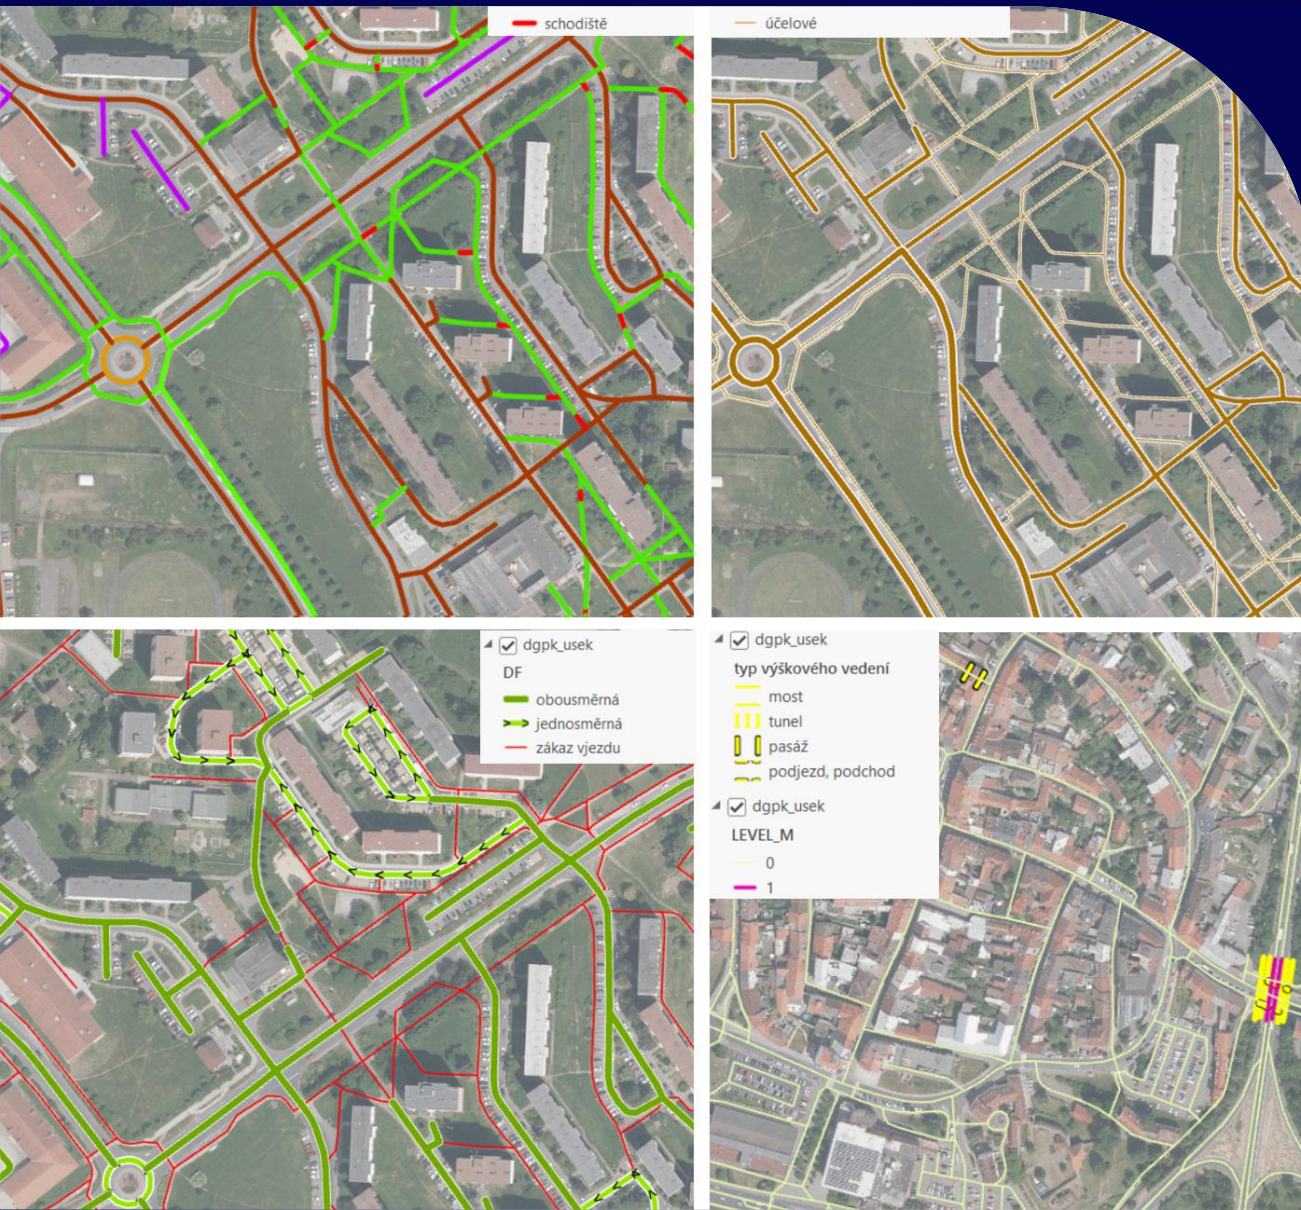 schodiště
účelové
dgpk_usek
DF
obousměrná
jednosměrná
zákaz vjezdu
dgpk_usek
typ výškového vedení
most
tunel
pasáž
podjezd, podchod
dgpk_usek
LEVEL_M
0
1